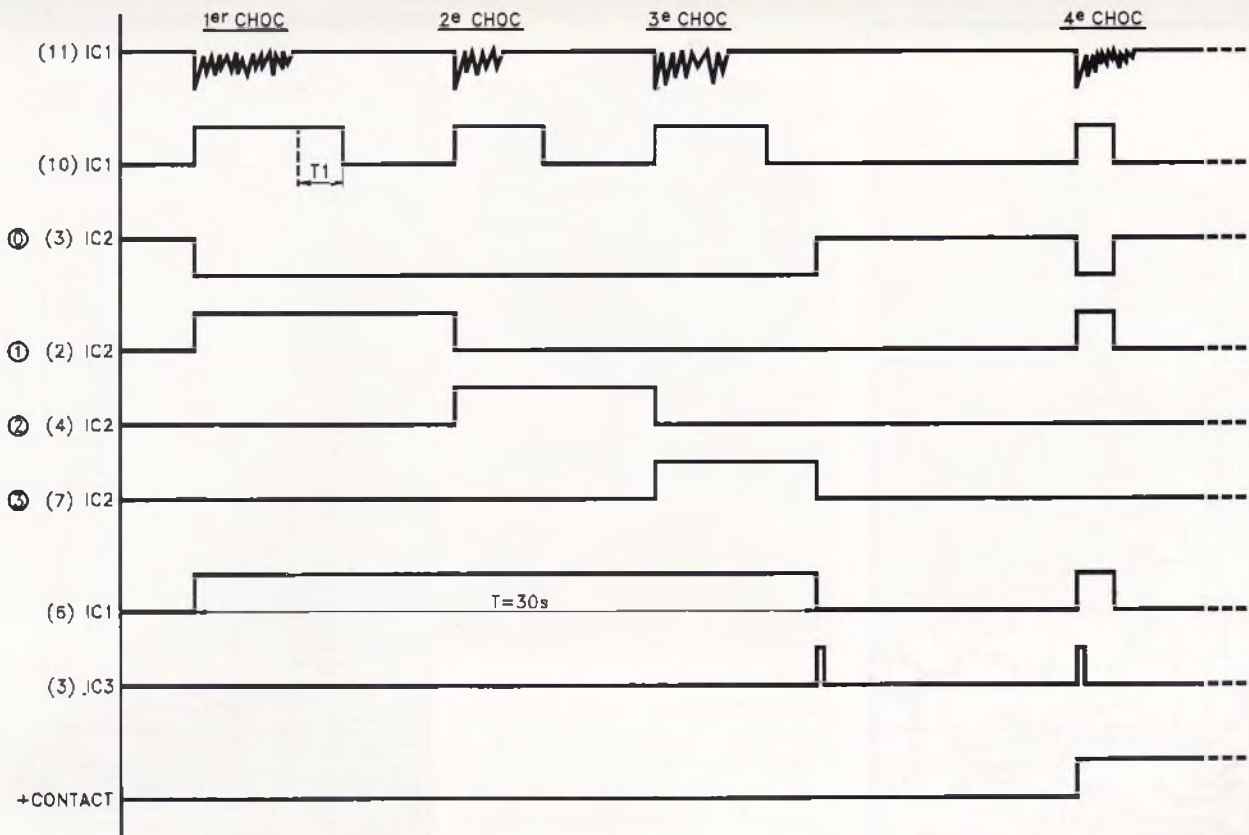 1er CHOC 2e CHOC 3e CHOC 4e CHOC
(11) IC1
(10) IC1
T1
⓪ (3) IC2
① (2) IC2
② (4) IC2
③ (7) IC2
(6) IC1
T=30s
(3) IC3
+CONTACT